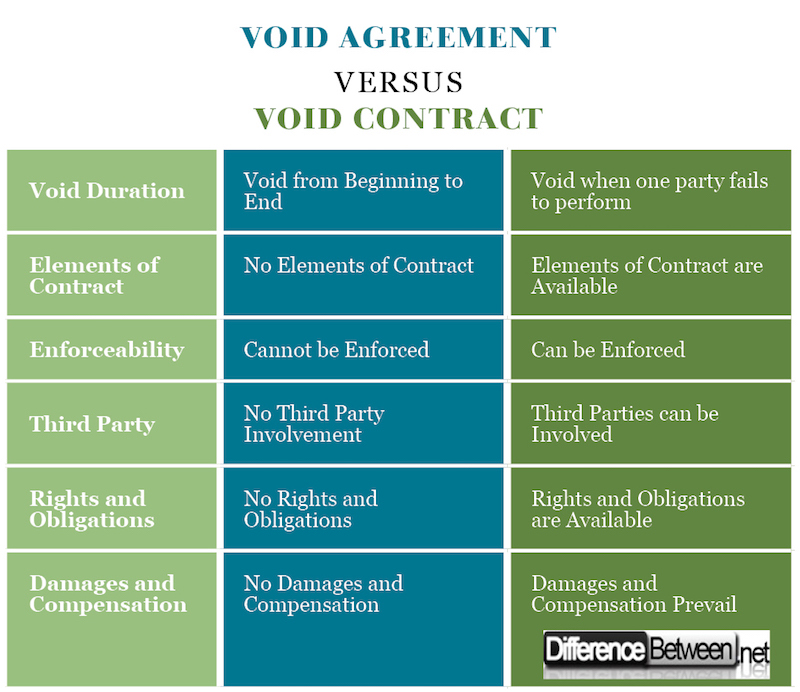 VOID AGREEMENT
VERSUS
VOID CONTRACT
Void Duration
Void from Beginning to
End
Void when one party fails
to perform
Elements of
Contract
No Elements of Contract
Elements of Contract are
Available
Enforceability
Cannot be Enforced
Can be Enforced
Third Party
No Third Party
Involvement
Third Parties can be
Involved
Rights and
Obligations
No Rights and
Obligations
Rights and Obligations
are Available
Damages and
Compensation
No Damages and
Compensation
Damages and
Compensation Prevail
DifferenceBetween.net